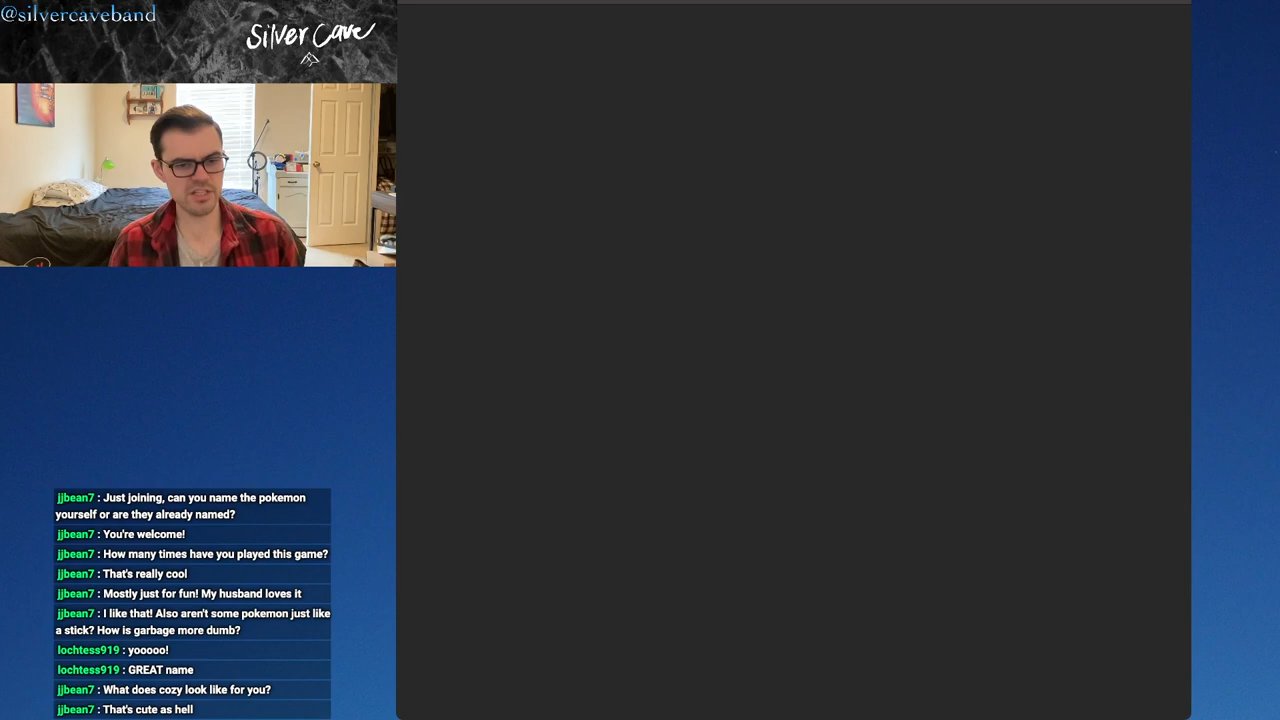 @silvercaveband
Silver Cave
jjbean7 : Just joining, can you name the pokemon
yourself or are they already named?
jjbean7 : You're welcome!
jjbean7 : How many times have you played this game?
jjbean7 : That's really cool
jjbean7 : Mostly just for fun! My husband loves it
jjbean7 : I like that! Also aren't some pokemon just like
a stick? How is garbage more dumb?
lochtess919 : yooooo!
lochtess919 : GREAT name
jjbean7 : What does cozy look like for you?
jjbean7 : That's cute as hell